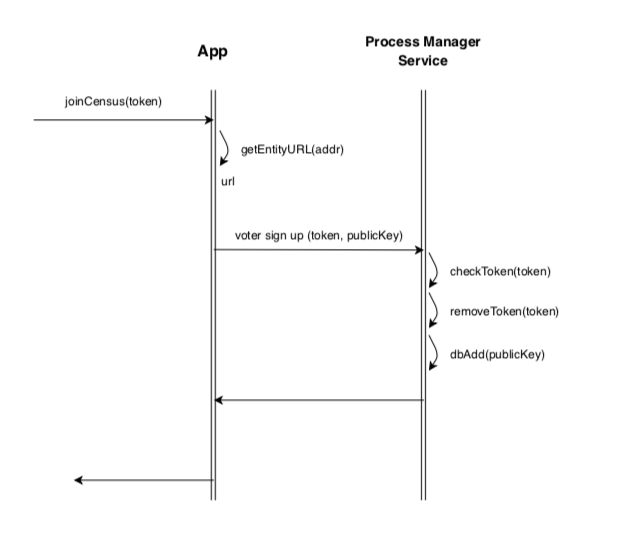 App
Process Manager
Service
joinCensus(token)
getEntityURL(addr)
url
voter sign up (token, publicKey)
checkToken(token)
removeToken(token)
dbAdd(publicKey)